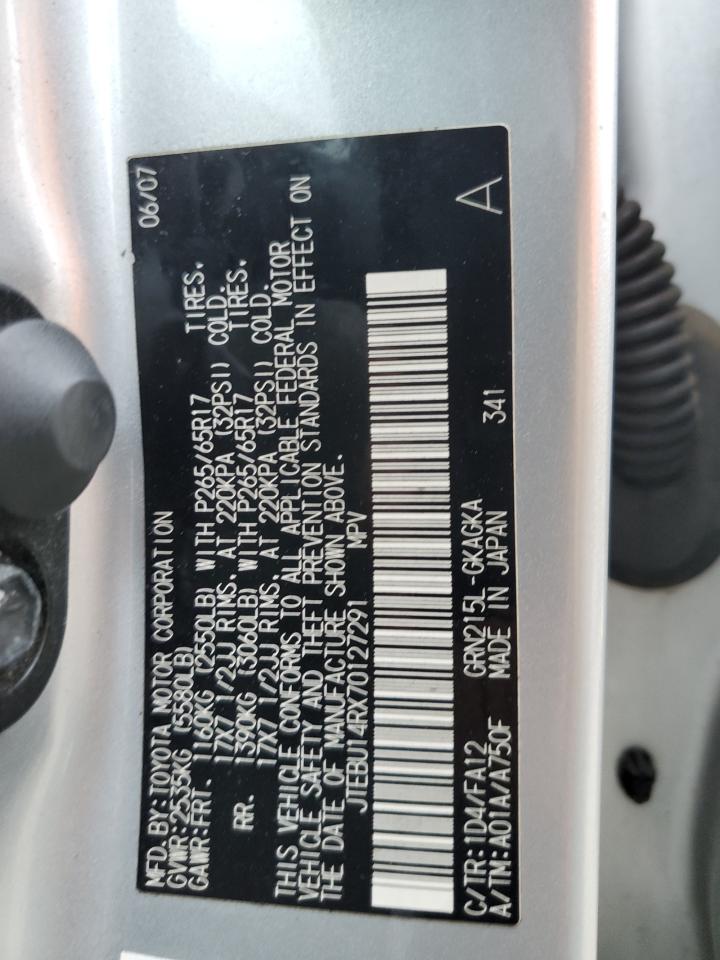 MFD. BY: TOYOTA MOTOR CORPORATION 06/07
GVWR: 2535KG (5580LB)
GAWR: FRT. 1160KG (2550LB) WITH P265/65R17 TIRES.
17X7 1/2JJ RIMS, AT 220KPA (32PSI) COLD.
RR. 1390KG (3060LB) WITH P265/65R17 TIRES.
17X7 1/2JJ RIMS, AT 220KPA (32PSI) COLD.
THIS VEHICLE CONFORMS TO ALL APPLICABLE FEDERAL MOTOR
VEHICLE SAFETY AND THEFT PREVENTION STANDARDS IN EFFECT ON
THE DATE OF MANUFACTURE SHOWN ABOVE.
JTEBU14RX70127291 MPV
C/TR: 1D4/FA12 GRN215L-GKAGKA 341 A
A/TM: A01A/A750F MADE IN JAPAN